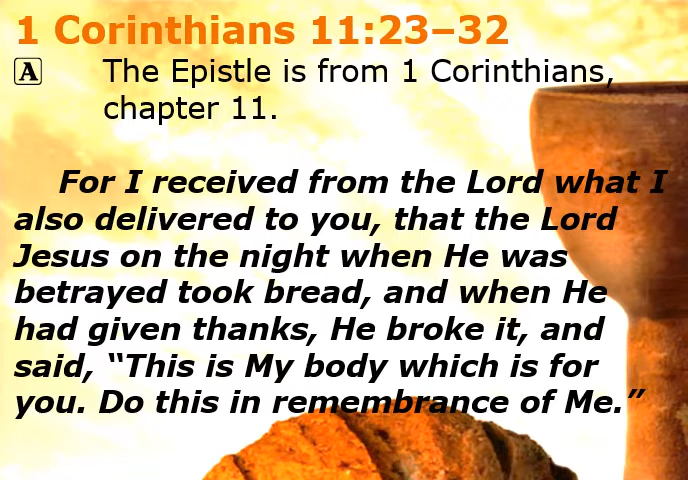 1 Corinthians 11:23–32
A The Epistle is from 1 Corinthians,
chapter 11.
For I received from the Lord what I
also delivered to you, that the Lord
Jesus on the night when He was
betrayed took bread, and when He
had given thanks, He broke it, and
said, “This is My body which is for
you. Do this in remembrance of Me.”